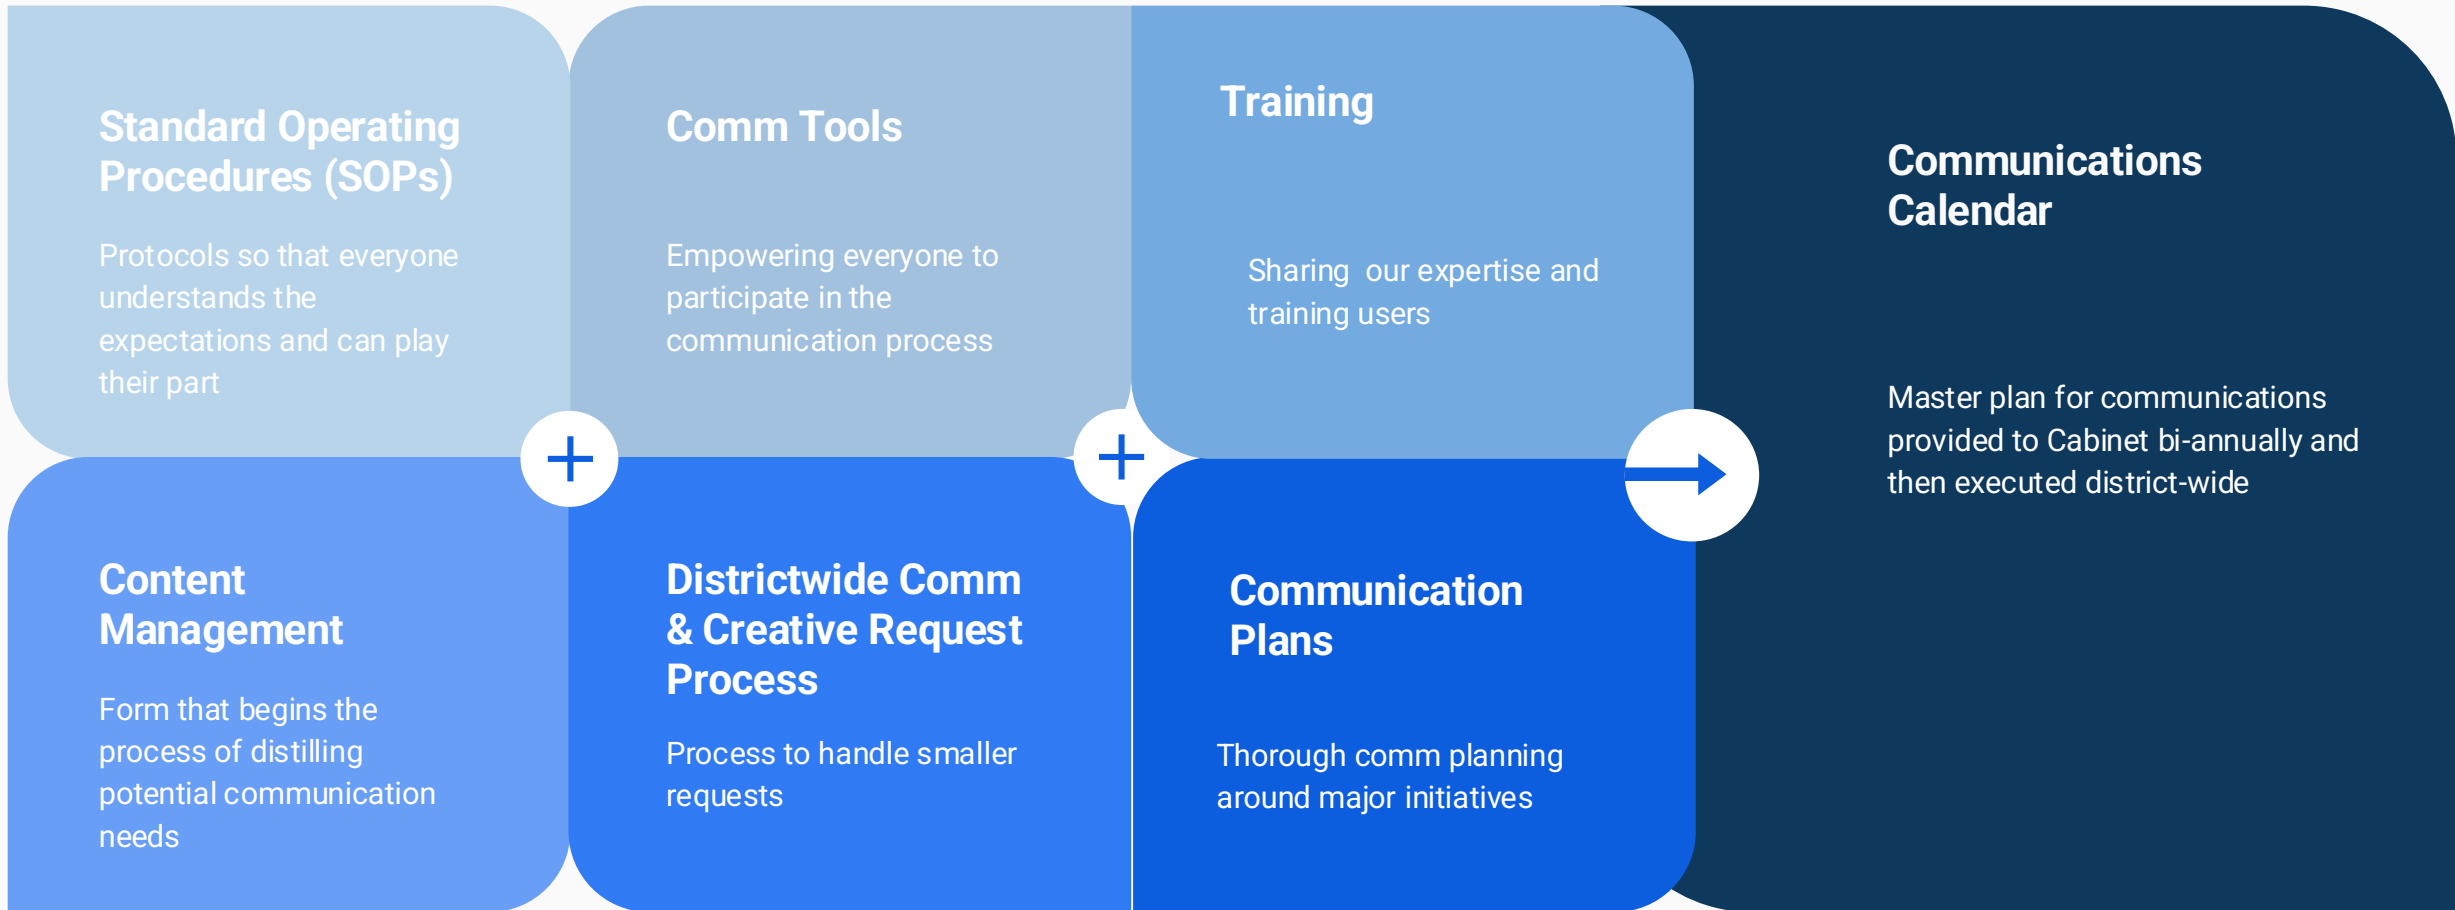 Standard Operating
Procedures (SOPs)
Protocols so that everyone
understands the
expectations and can play
their part
Comm Tools
Empowering everyone to
participate in the
communication process
Training
Sharing our expertise and
training users
Content
Management
Form that begins the
process of distilling
potential communication
needs
Districtwide Comm
& Creative Request
Process
Process to handle smaller
requests
Communication
Plans
Thorough comm planning
around major initiatives
Communications
Calendar
Master plan for communications
provided to Cabinet bi-annually and
then executed district-wide